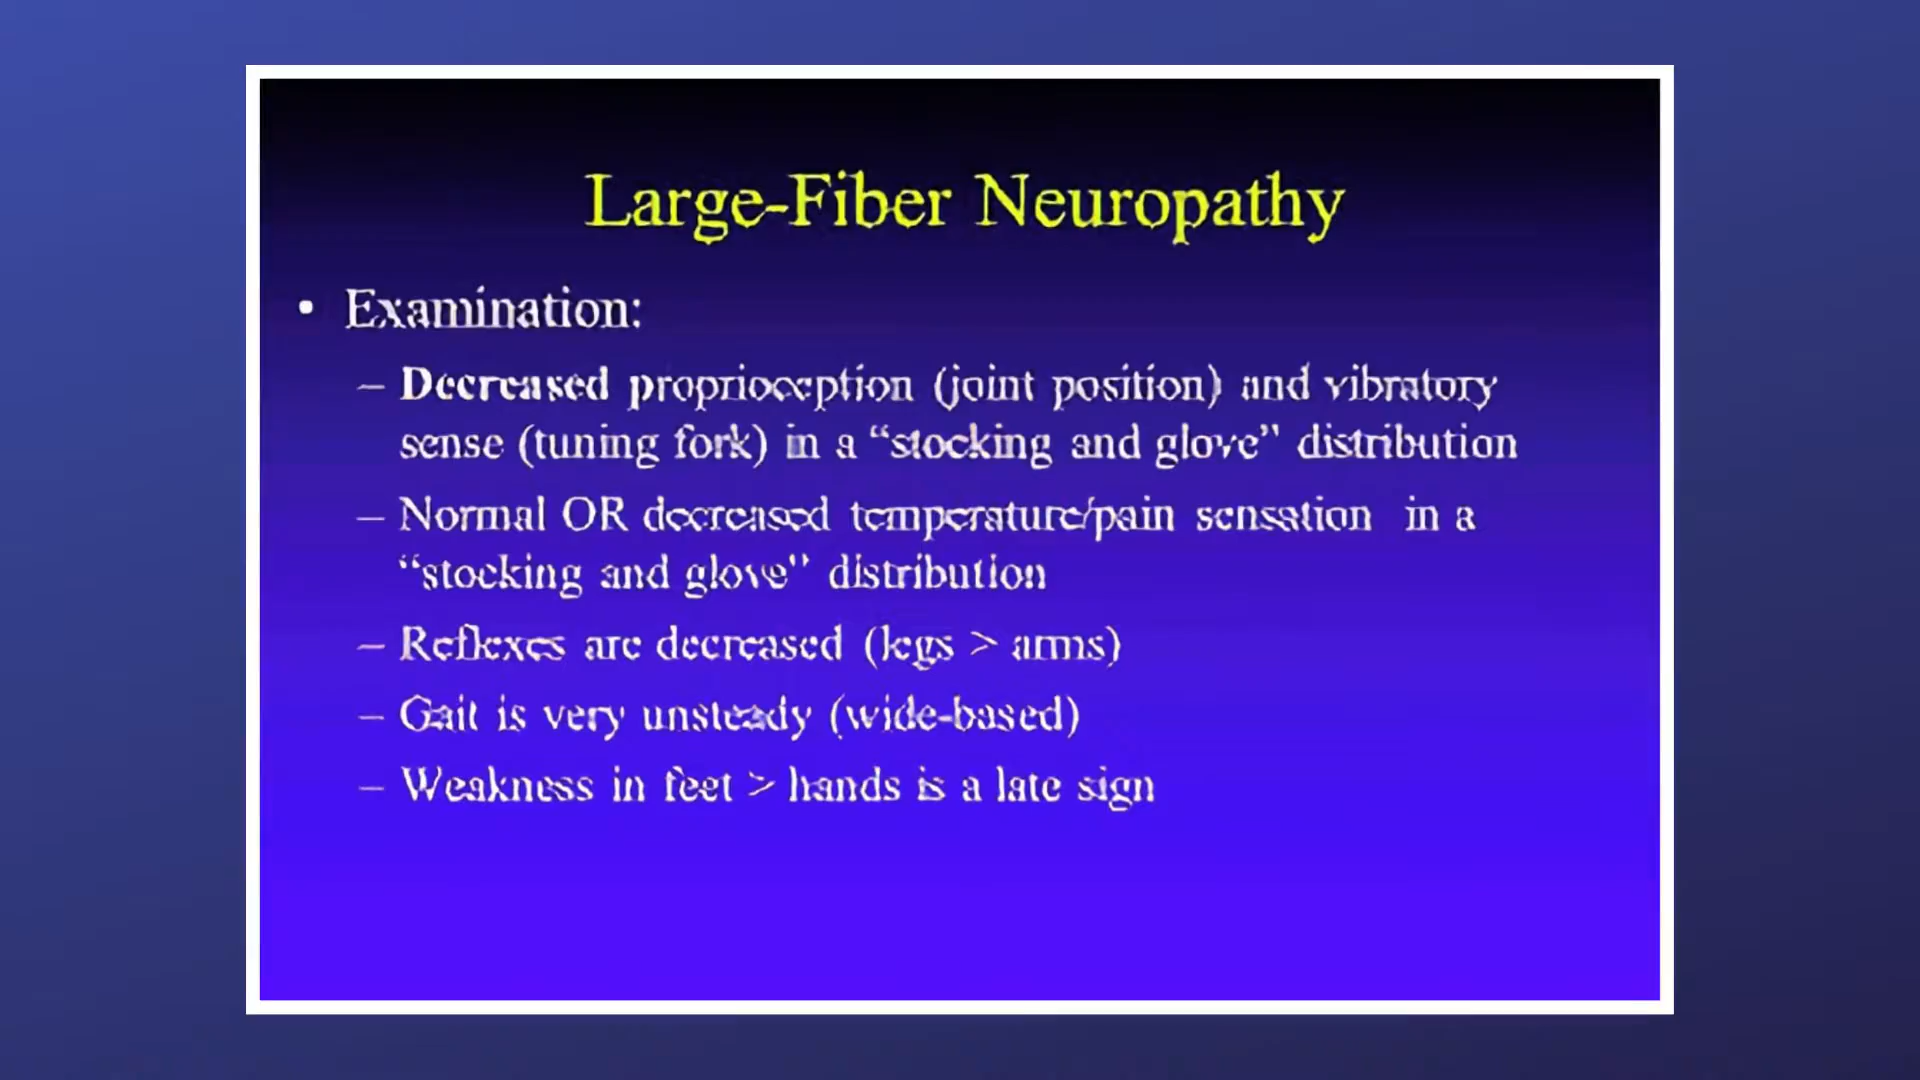 Large-Fiber Neuropathy
• Examination:
– Decreased proprioception (joint position) and vibratory
sense (tuning fork) in a “stocking and glove” distribution
– Normal OR decreased temperature/pain sensation in a
“stocking and glove” distribution
– Reflexes are decreased (legs > arms)
– Gait is very unsteady (wide-based)
– Weakness in feet > hands is a late sign